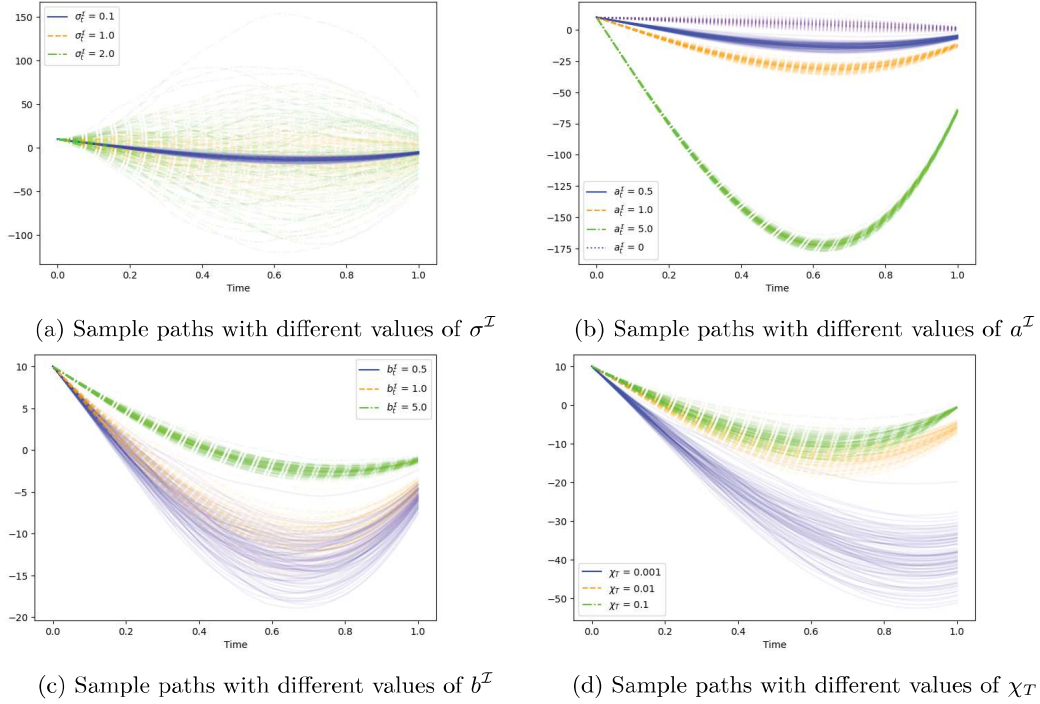 150
100
50
0
−50
−100
σ_t^ℐ = 0.1
σ_t^ℐ = 1.0
σ_t^ℐ = 2.0
0.0 0.2 0.4 0.6 0.8 1.0
Time
(a) Sample paths with different values of σ^ℐ
0
−25
−50
−75
−100
−125
−150
−175
a_t^ℐ = 0.5
a_t^ℐ = 1.0
a_t^ℐ = 5.0
a_t^ℐ = 0
0.0 0.2 0.4 0.6 0.8 1.0
Time
(b) Sample paths with different values of a^ℐ
10
5
0
−5
−10
−15
−20
b_t^ℐ = 0.5
b_t^ℐ = 1.0
b_t^ℐ = 5.0
0.0 0.2 0.4 0.6 0.8 1.0
Time
(c) Sample paths with different values of b^ℐ
10
0
−10
−20
−30
−40
−50
χ_T = 0.001
χ_T = 0.01
χ_T = 0.1
0.0 0.2 0.4 0.6 0.8 1.0
Time
(d) Sample paths with different values of χ_T